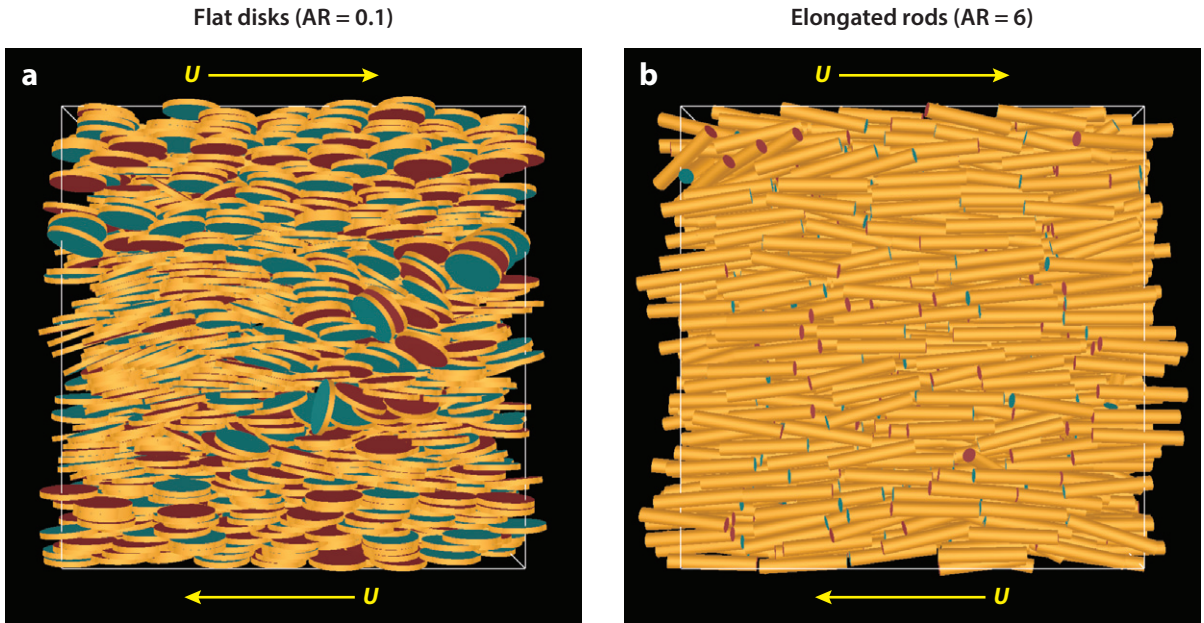 Flat disks (AR = 0.1)
Elongated rods (AR = 6)
a
U
U
b
U
U